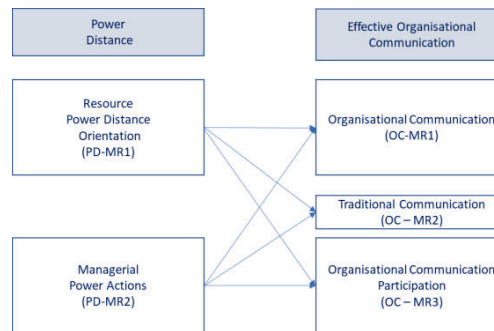 Power
Distance
Effective Organisational
Communication
Resource
Power Distance
Orientation
(PD-MR1)
Organisational Communication
(OC-MR1)
Traditional Communication
(OC – MR2)
Managerial
Power Actions
(PD-MR2)
Organisational Communication
Participation
(OC – MR3)